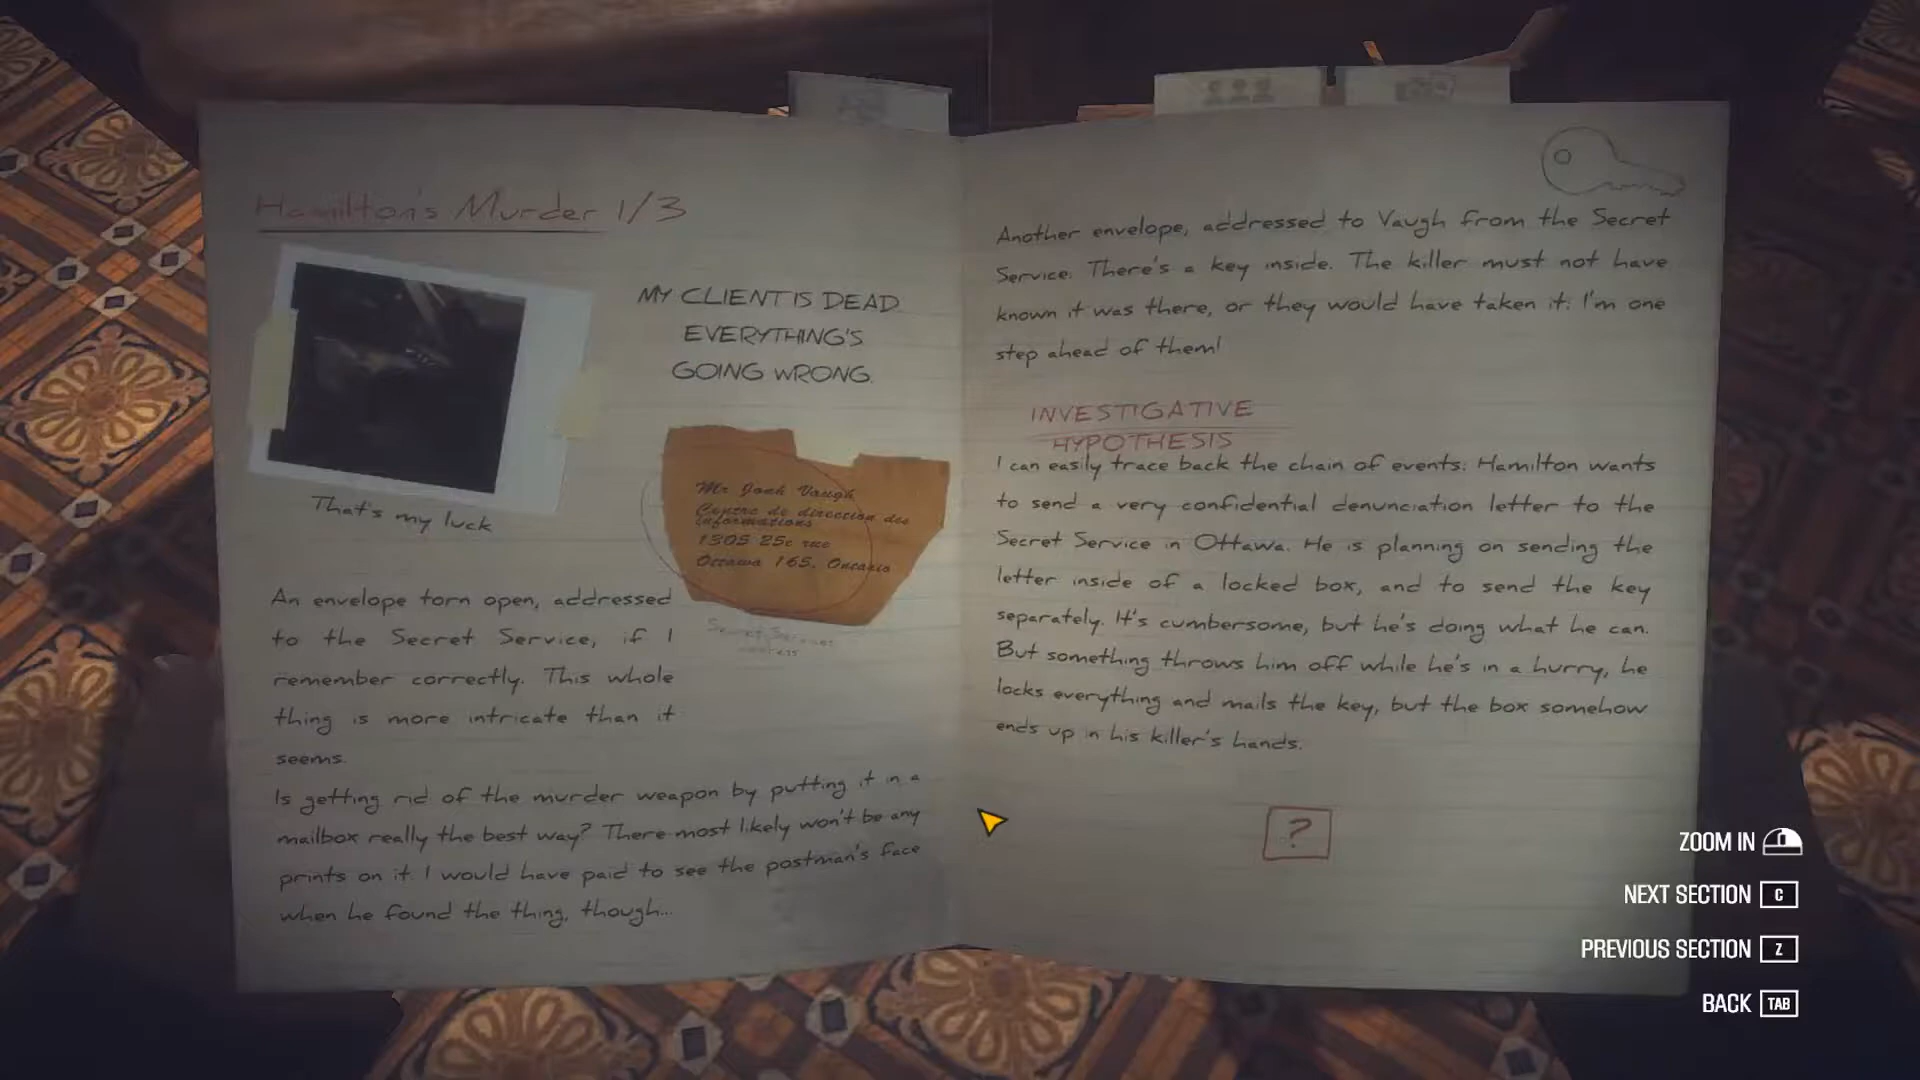 Hamilton's Murder 1/3
MY CLIENT IS DEAD.
EVERYTHING'S
GOING WRONG.
That's my luck
Mr Josh Vaugh
Centre de direction des
informations
1305 25e rue
Ottawa 165, Ontario
Secret Services
address
An envelope torn open, addressed
to the Secret Service, if I
remember correctly. This whole
thing is more intricate than it
seems.
Is getting rid of the murder weapon by putting it in a
mailbox really the best way? There most likely won't be any
prints on it. I would have paid to see the postman's face
when he found the thing, though...
Another envelope, addressed to Vaugh from the Secret
Service. There's a key inside. The killer must not have
known it was there, or they would have taken it. I'm one
step ahead of them!
INVESTIGATIVE
HYPOTHESIS
I can easily trace back the chain of events. Hamilton wants
to send a very confidential denunciation letter to the
Secret Service in Ottawa. He is planning on sending the
letter inside of a locked box, and to send the key
separately. It's cumbersome, but he's doing what he can.
But something throws him off while he's in a hurry, he
locks everything and mails the key, but the box somehow
ends up in his killer's hands.
?
ZOOM IN
NEXT SECTION C
PREVIOUS SECTION Z
BACK TAB